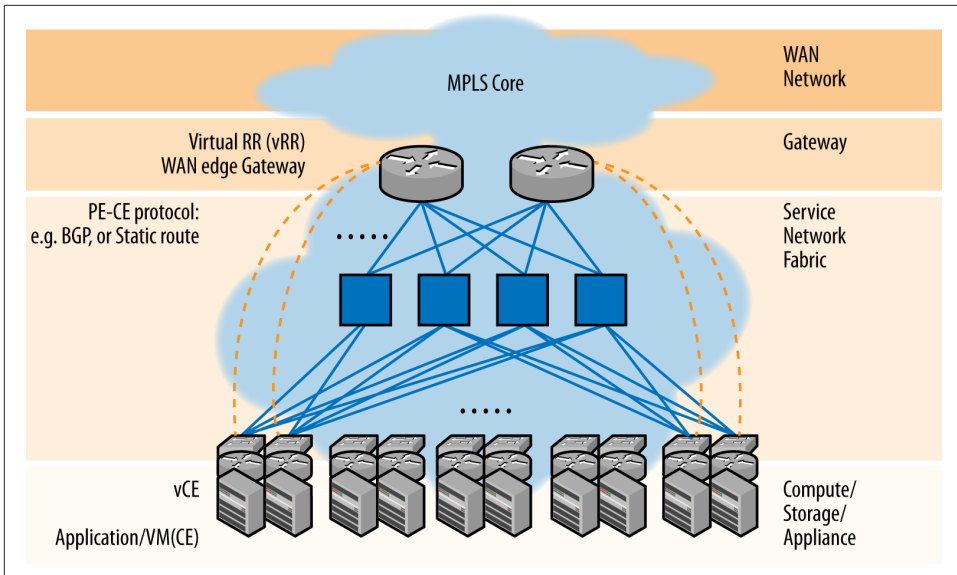 MPLS Core
WAN
Network
Virtual RR (vRR)
WAN edge Gateway
Gateway
PE-CE protocol:
e.g. BGP, or Static route
Service
Network
Fabric
vCE
Application/VM(CE)
Compute/
Storage/
Appliance